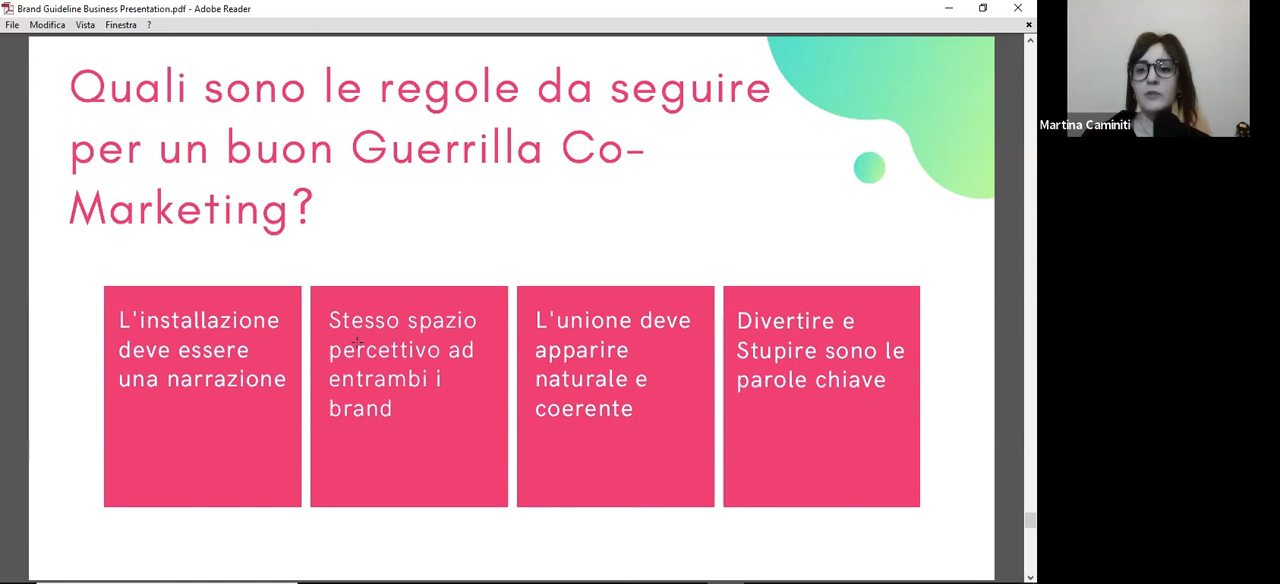 Brand Guideline Business Presentation.pdf - Adobe Reader
File Modifica Vista Finestra ?
Quali sono le regole da seguire
per un buon Guerrilla Co-
Marketing?
L'installazione
deve essere
una narrazione
Stesso spazio
percettivo ad
entrambi i
brand
L'unione deve
apparire
naturale e
coerente
Divertire e
Stupire sono le
parole chiave
Martina Caminiti